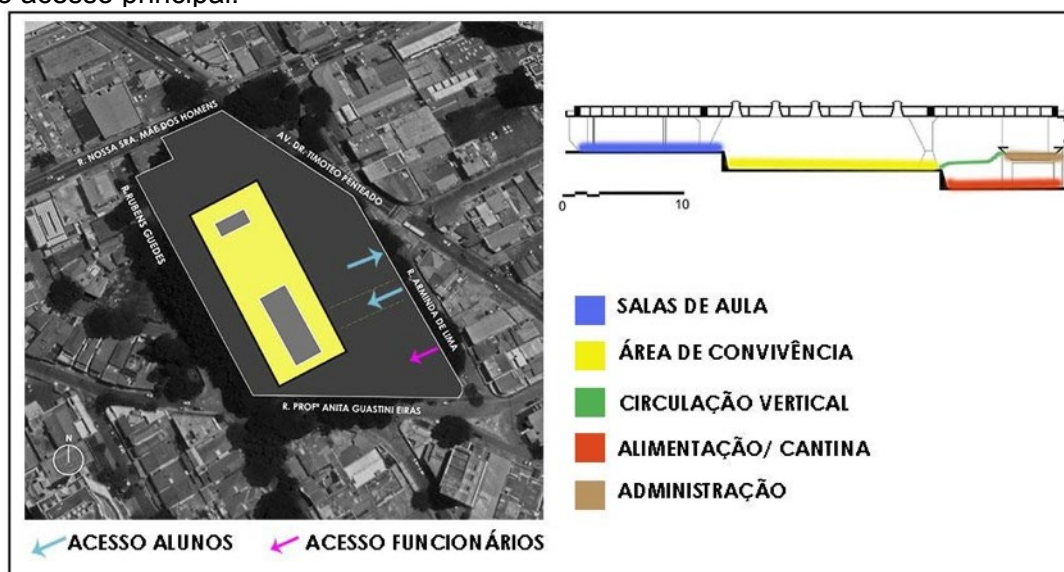 o acesso principal.
R. NOSSA SRA. MÃE DOS HOMENS
AV. DR. TIMOTEO PENTEADO
R. RUBENS GUEDES
R. ARMINDA DE LIMA
R. PROFª ANITA GUASTINI EIRAS
N
ACESSO ALUNOS
ACESSO FUNCIONÁRIOS
0 10
SALAS DE AULA
ÁREA DE CONVIVÊNCIA
CIRCULAÇÃO VERTICAL
ALIMENTAÇÃO/ CANTINA
ADMINISTRAÇÃO